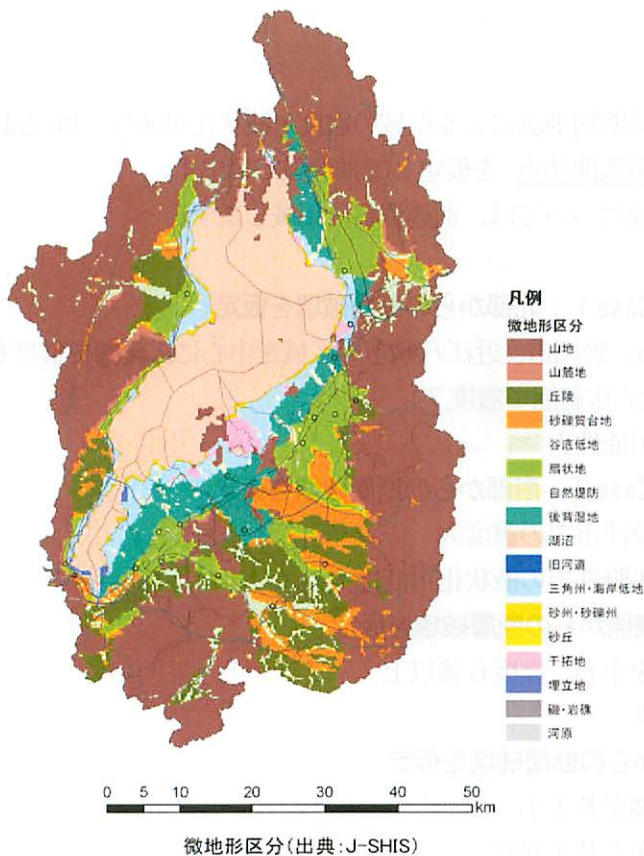 凡例
微地形区分
山地
山麓地
丘陵
砂礫質台地
谷底低地
扇状地
自然堤防
後背湿地
湖沼
旧河道
三角州・海岸低地
砂州・砂礫州
砂丘
干拓地
埋立地
磯・岩礁
河原
0 5 10 20 30 40 50
km
微地形区分(出典:J-SHIS)